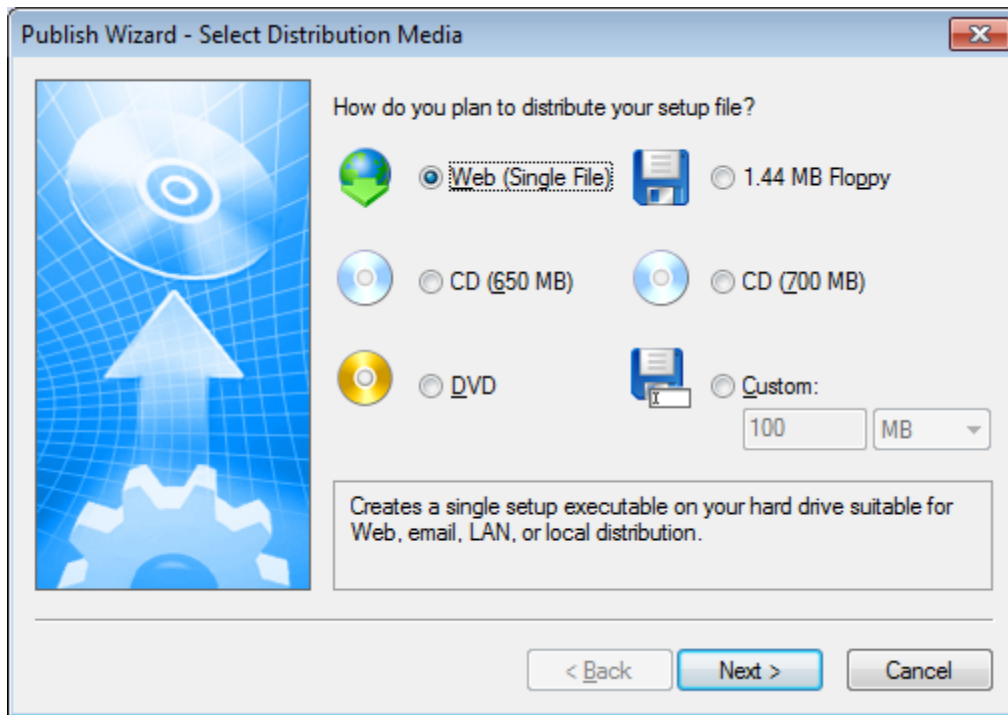 Publish Wizard - Select Distribution Media
How do you plan to distribute your setup file?
Web (Single File)
1.44 MB Floppy
CD (650 MB)
CD (700 MB)
DVD
Custom:
100
MB
Creates a single setup executable on your hard drive suitable for
Web, email, LAN, or local distribution.
< Back
Next >
Cancel